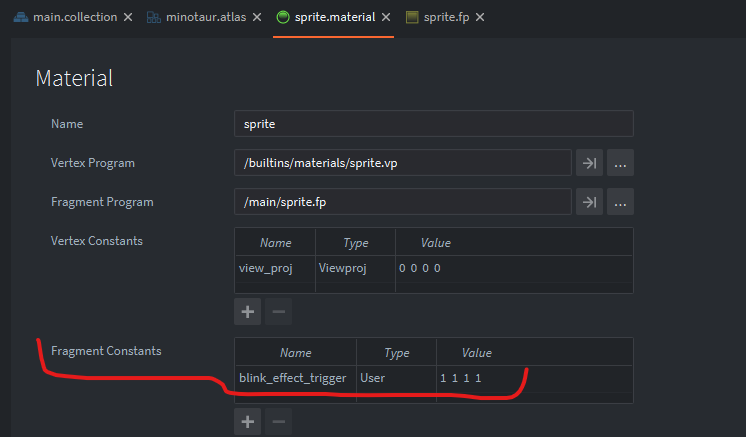 main.collection minotaur.atlas sprite.material sprite.fp
Material
Name sprite
Vertex Program /builtins/materials/sprite.vp ...
Fragment Program /main/sprite.fp ...
Vertex Constants Name Type Value
view_proj Viewproj 0 0 0 0
+ −
Fragment Constants Name Type Value
blink_effect_trigger User 1 1 1 1
+ −